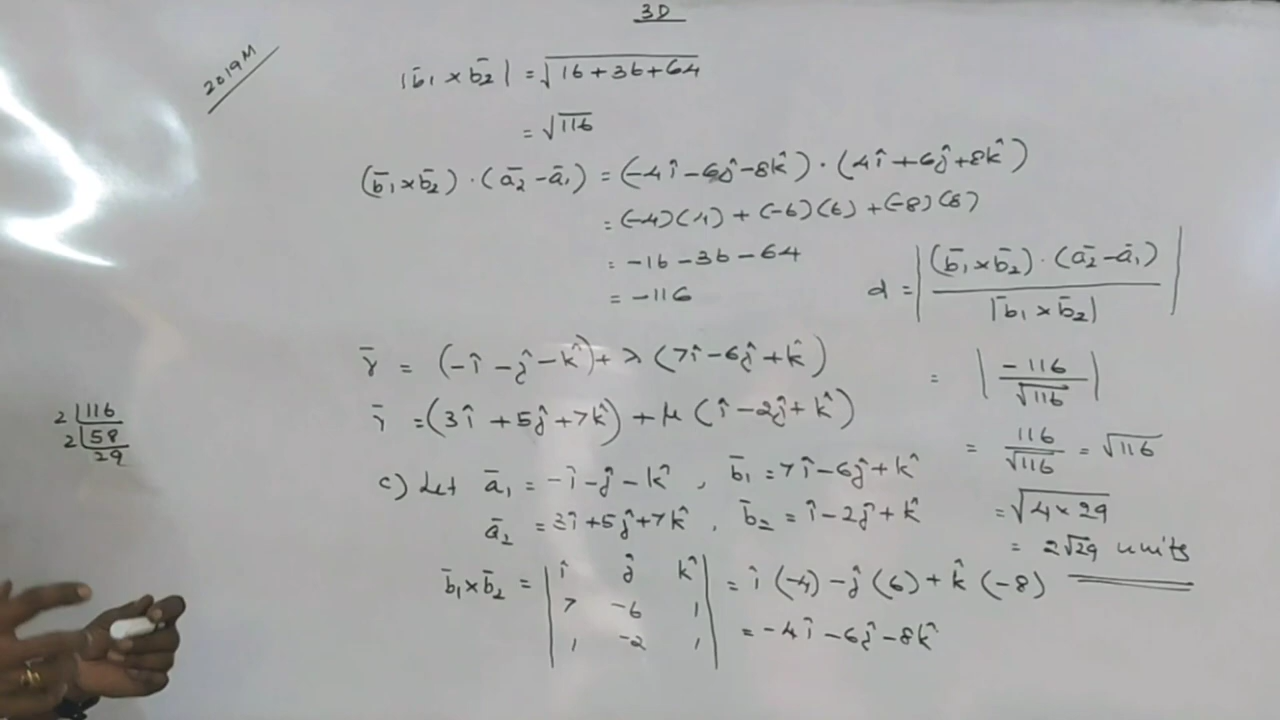 3D
2019M
|b̄₁ × b̄₂| = √16+36+64
= √116
(b̄₁×b̄₂)·(ā₂-ā₁) = (-4î-6ĵ-8k̂)·(4î+6ĵ+8k̂)
= (-4)(4) + (-6)(6) + (-8)(8)
= -16-36-64
= -116
r̄ = (-î-ĵ-k̂)+λ(7î-6ĵ+k̂)
r̄ = (3î+5ĵ+7k̂)+μ(î-2ĵ+k̂)
c) Let ā₁ = -î-ĵ-k̂, b̄₁ = 7î-6ĵ+k̂
ā₂ = 3î+5ĵ+7k̂, b̄₂ = î-2ĵ+k̂
b̄₁×b̄₂ = | î ĵ k̂ | = î(-4)-ĵ(6)+k̂(-8)
| 7 -6 1 |
| 1 -2 1 | = -4î-6ĵ-8k̂
d = | (b̄₁×b̄₂)·(ā₂-ā₁) / |b̄₁×b̄₂| |
= | -116 / √116 |
= 116 / √116 = √116
= √4×29
= 2√29 units
2 | 116
2 | 58
29